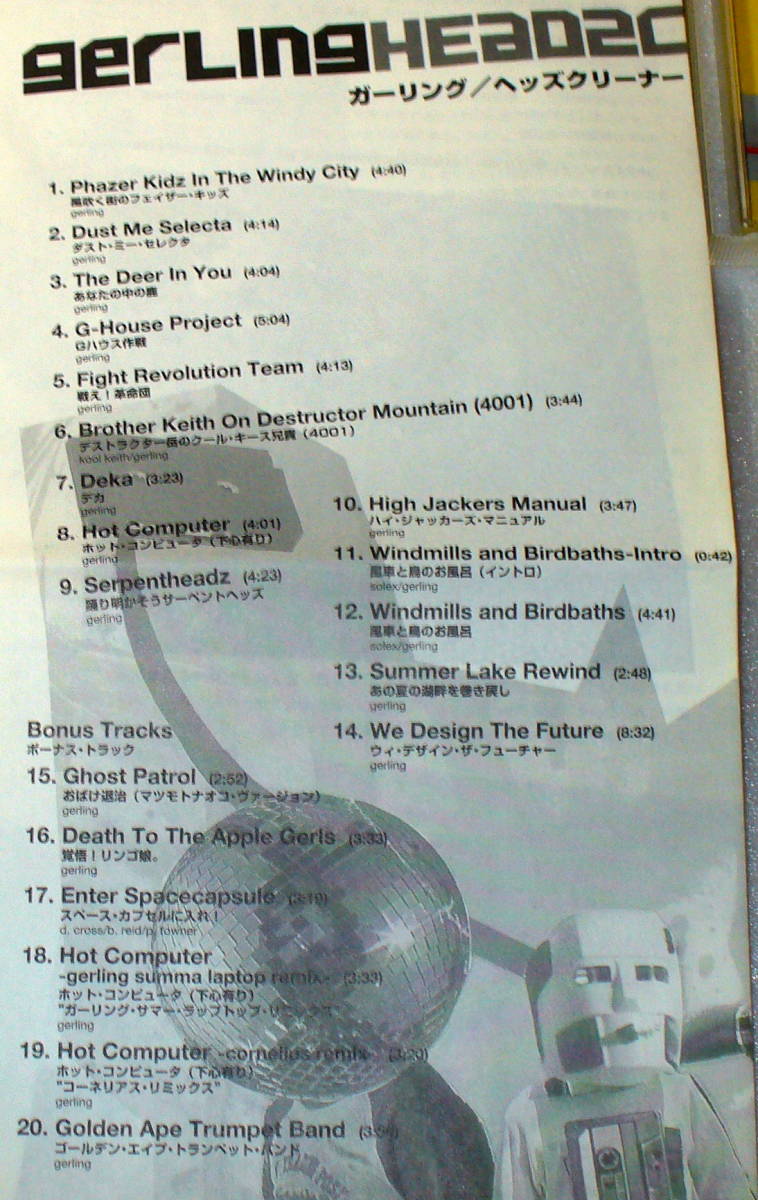 gerling HEADZC
ガーリング／ヘッズクリーナー
1. Phazer Kidz In The Windy City (4:40)
風吹く街のフェイザー・キッズ
gerling
2. Dust Me Selecta (4:14)
ダスト・ミー・セレクタ
gerling
3. The Deer In You (4:04)
あなたの中の鹿
gerling
4. G-House Project (5:04)
Gハウス作戦
gerling
5. Fight Revolution Team (4:13)
戦え！革命団
gerling
6. Brother Keith On Destructor Mountain (4001) (3:44)
デストラクター岳のクール・キース兄貴（4001）
kool keith/gerling
7. Deka (3:23)
デカ
gerling
8. Hot Computer (4:01)
ホット・コンピュータ（下心有り）
gerling
9. Serpentheadz (4:23)
踊り明かそうサーペントヘッズ
gerling
10. High Jackers Manual (3:47)
ハイ・ジャッカーズ・マニュアル
gerling
11. Windmills and Birdbaths-Intro (0:42)
風車と鳥のお風呂（イントロ）
solex/gerling
12. Windmills and Birdbaths (4:41)
風車と鳥のお風呂
solex/gerling
13. Summer Lake Rewind (2:48)
あの夏の湖畔を巻き戻し
gerling
14. We Design The Future (8:32)
ウィ・デザイン・ザ・フューチャー
gerling
Bonus Tracks
ボーナス・トラック
15. Ghost Patrol (2:52)
おばけ退治（マツモトナオコ・ヴァージョン）
gerling
16. Death To The Apple Gerls (3:33)
覚悟！リンゴ娘。
gerling
17. Enter Spacecapsule (3:19)
スペース・カプセルに入れ！
d. cross/b. reid/p. towner
18. Hot Computer
-gerling summa laptop remix- (3:33)
ホット・コンピュータ（下心有り）
"ガーリング・サマー・ラップトップ・リミックス"
gerling
19. Hot Computer -cornelius remix- (3:20)
ホット・コンピュータ（下心有り）
"コーネリアス・リミックス"
gerling
20. Golden Ape Trumpet Band
ゴールデン・エイプ・トランペット・バンド
gerling